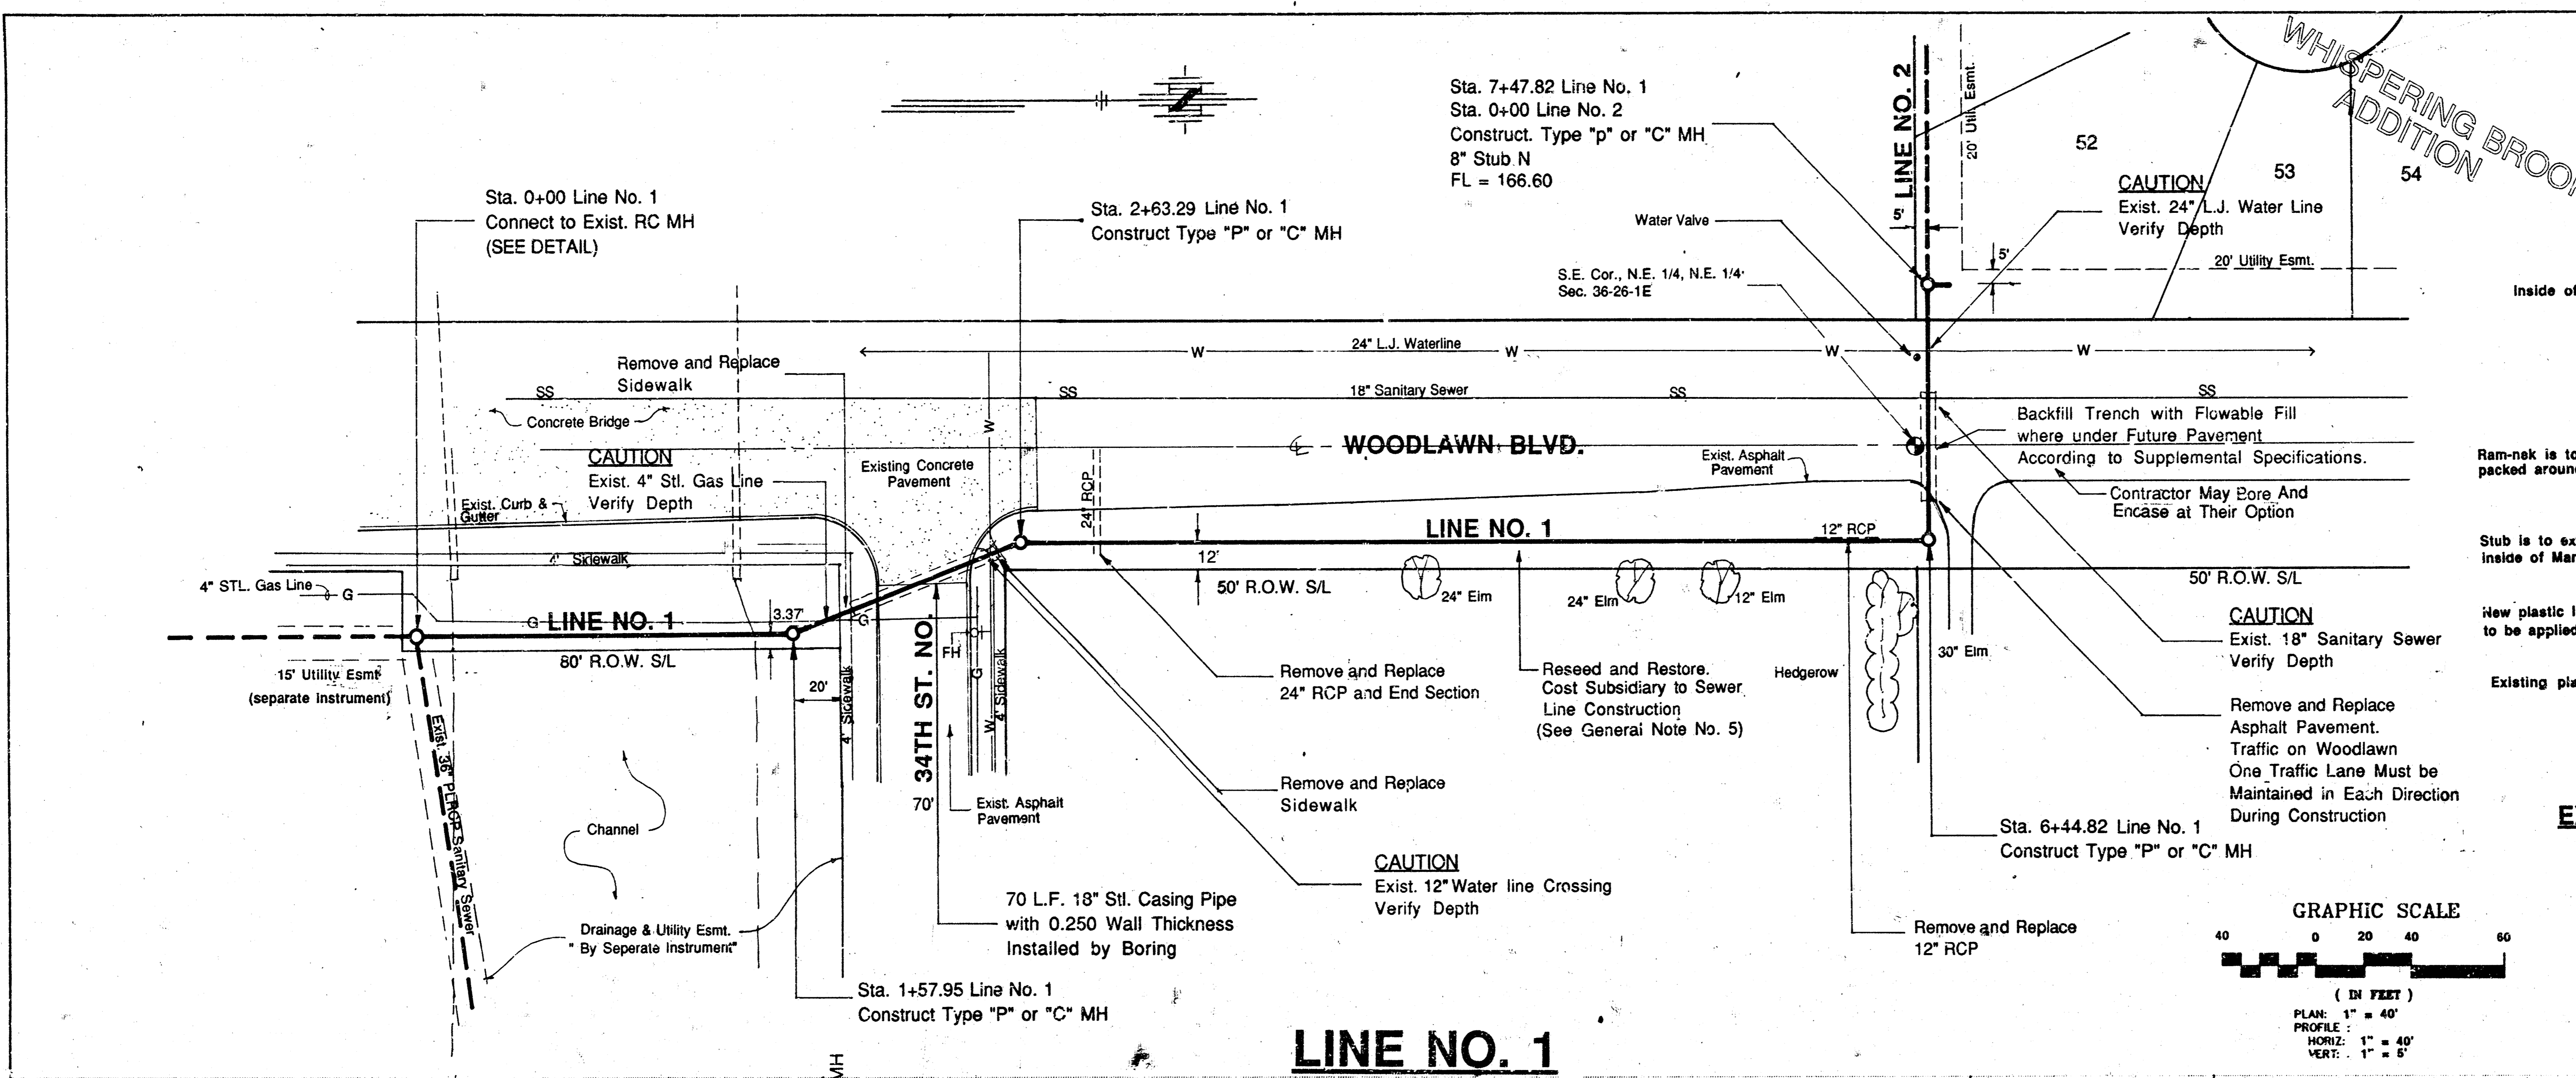 WHISPERING BROOK
ADDITION
Sta. 7+47.82 Line No. 1
Sta. 0+00 Line No. 2
Construct. Type "p" or "C" MH
8" Stub N
FL = 166.60
LINE NO. 2
20' Utility Esmt.
52
53
54
CAUTION
Exist. 24" L.J. Water Line
Verify Depth
5'
5'
20' Utility Esmt.
Sta. 0+00 Line No. 1
Connect to Exist. RC MH
(SEE DETAIL)
Sta. 2+63.29 Line No. 1
Construct Type "P" or "C" MH
Water Valve
S.E. Cor., N.E. 1/4, N.E. 1/4
Sec. 36-26-1E
Inside of
Remove and Replace
Sidewalk
W
24" L.J. Waterline
W
W
W
SS
SS
18" Sanitary Sewer
SS
SS
Concrete Bridge
W
CAUTION
Exist. 4" Stl. Gas Line
Verify Depth
Existing Concrete
Pavement
℄ WOODLAWN BLVD.
Exist. Asphalt
Pavement
Backfill Trench with Flowable Fill
where under Future Pavement
According to Supplemental Specifications.
Contractor May Bore And
Encase at Their Option
Ram-nek is to
packed aroun
Exist. Curb &
Gutter
24" RCP
LINE NO. 1
12" RCP
12'
4' Sidewalk
4" STL. Gas Line
G
50' R.O.W. S/L
24" Elm
24" Elm
12" Elm
50' R.O.W. S/L
Stub is to ex
inside of Man
G
LINE NO. 1
3.37'
G
80' R.O.W. S/L
15' Utility Esmt
(separate instrument)
20'
4' Sidewalk
34TH ST. NO.
70'
FH
G
W
4' Sidewalk
Remove and Replace
24" RCP and End Section
Reseed and Restore.
Cost Subsidiary to Sewer
Line Construction
(See General Note No. 5)
Hedgerow
30" Elm
CAUTION
Exist. 18" Sanitary Sewer
Verify Depth
New plastic l
to be applied
Existing pla
Remove and Replace
Asphalt Pavement.
Traffic on Woodlawn
One Traffic Lane Must be
Maintained in Each Direction
During Construction
Exist. 36" PLRCP Sanitary Sewer
Channel
Exist. Asphalt
Pavement
Remove and Replace
Sidewalk
Sta. 6+44.82 Line No. 1
Construct Type "P" or "C" MH
CAUTION
Exist. 12" Water line Crossing
Verify Depth
70 L.F. 18" Stl. Casing Pipe
with 0.250 Wall Thickness
Installed by Boring
Drainage & Utility Esmt.
" By Seperate Instrument"
Remove and Replace
12" RCP
Sta. 1+57.95 Line No. 1
Construct Type "P" or "C" MH
MH
LINE NO. 1
GRAPHIC SCALE
40 0 20 40 60
( IN FEET )
PLAN: 1" = 40'
PROFILE :
HORIZ: 1" = 40'
VERT: . 1" = 5'